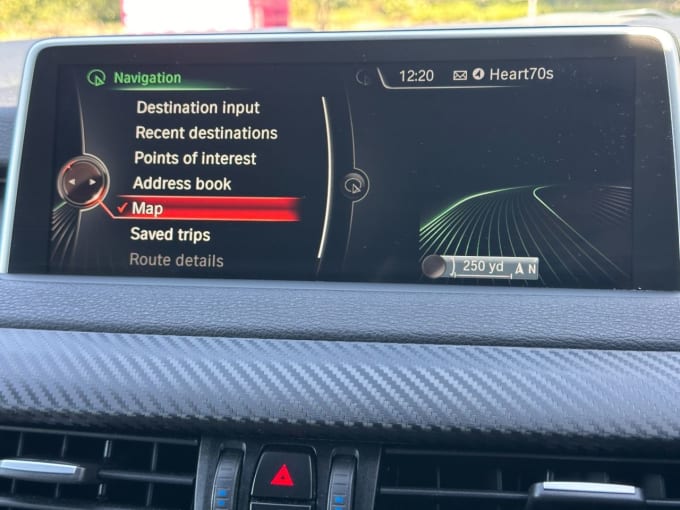 Navigation
12:20 Heart70s
Destination input
Recent destinations
Points of interest
Address book
Map
Saved trips
Route details
250 yd N